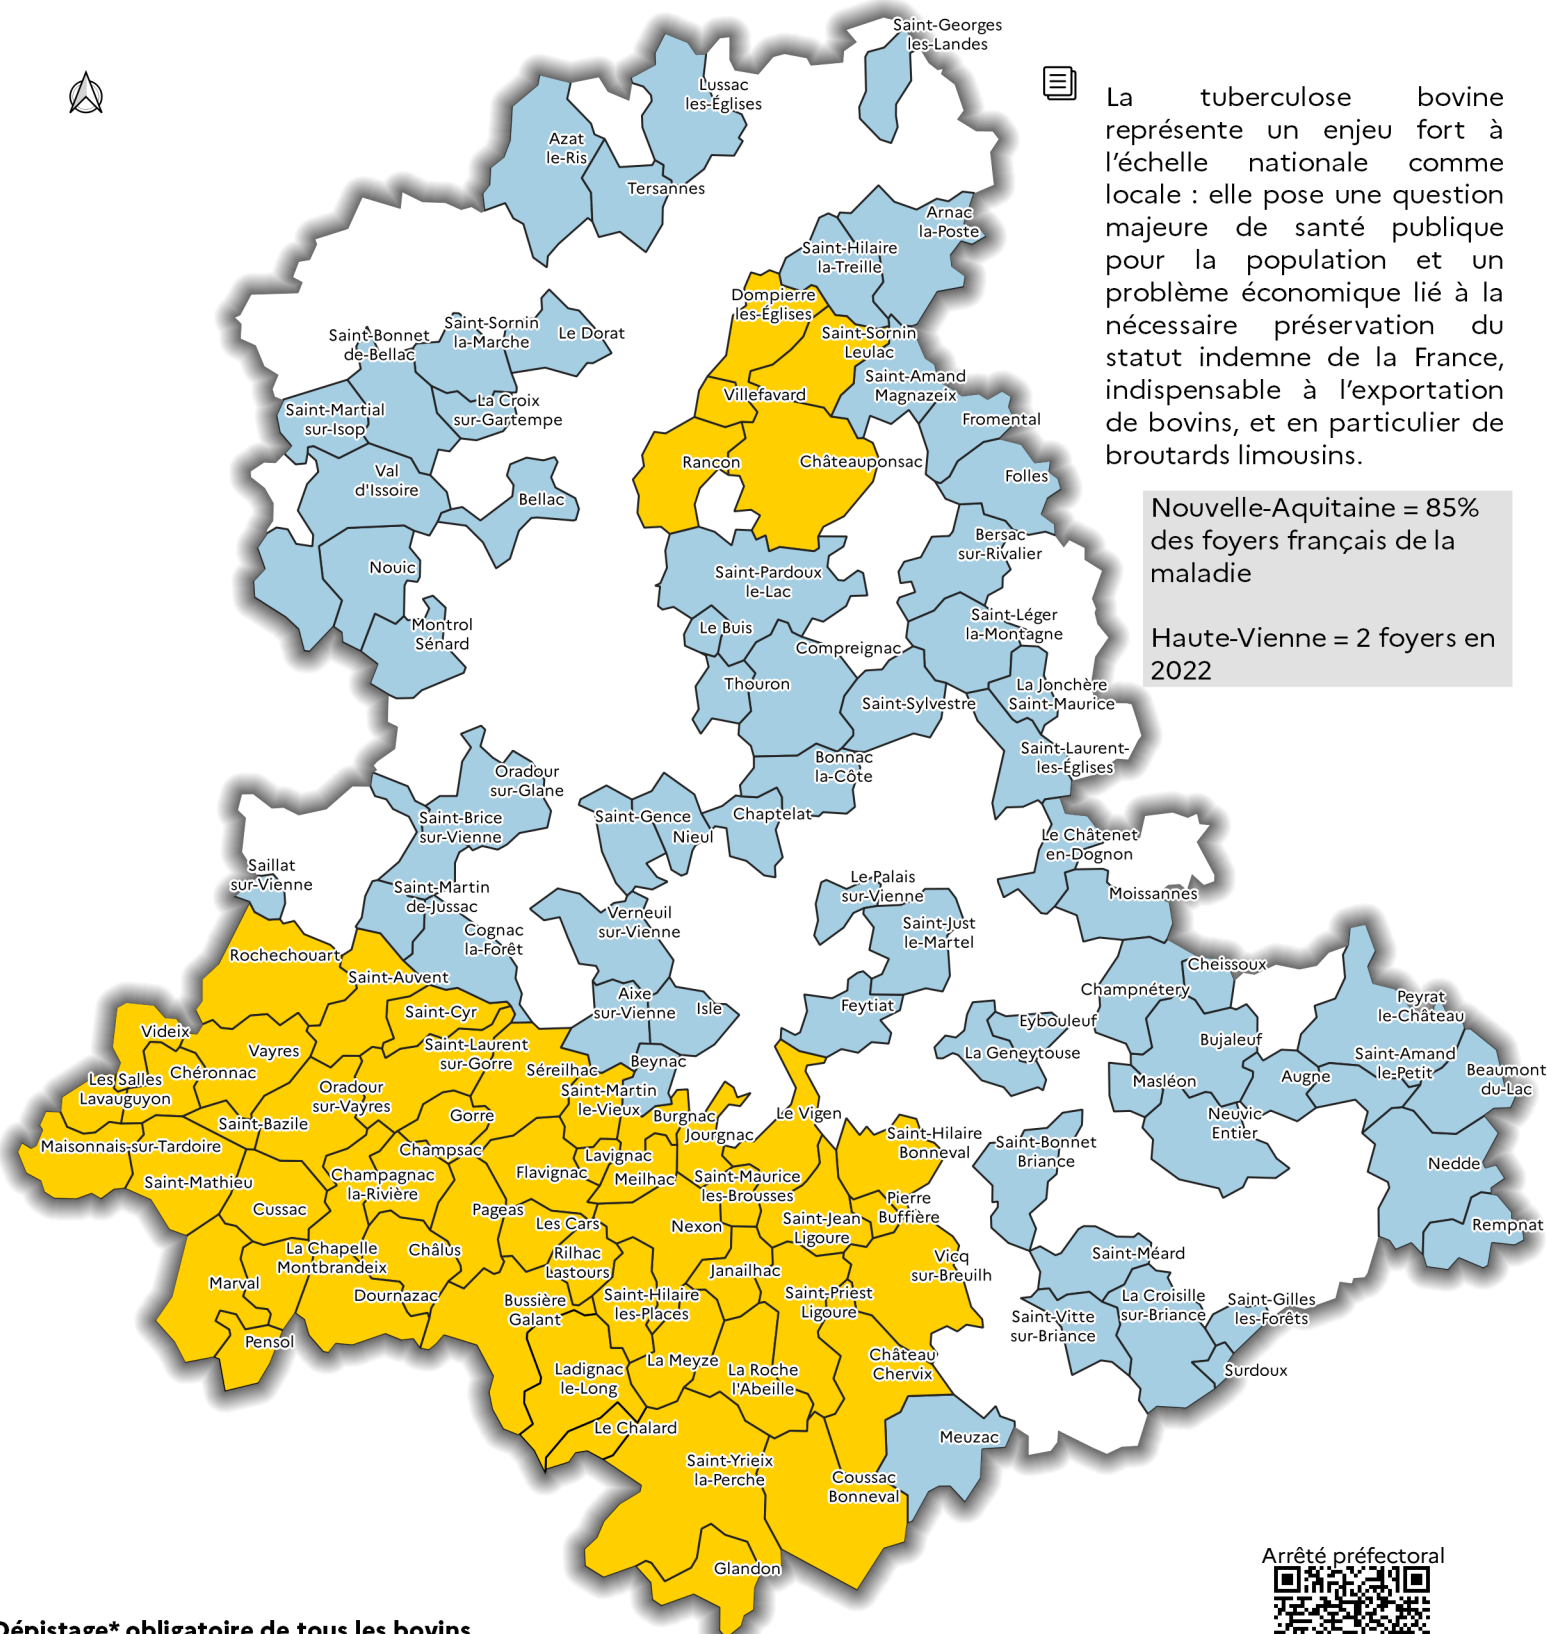 Saint-Georges
les-Landes
Lussac
les-Églises
Azat
le-Ris
Tersannes
La tuberculose bovine
représente un enjeu fort à
l'échelle nationale comme
locale : elle pose une question
majeure de santé publique
pour la population et un
problème économique lié à la
nécessaire préservation du
statut indemne de la France,
indispensable à l'exportation
de bovins, et en particulier de
broutards limousins.
Nouvelle-Aquitaine = 85%
des foyers français de la
maladie
Haute-Vienne = 2 foyers en
2022
Arnac
la-Poste
Saint-Hilaire
la-Treille
Dompierre
les-Églises
Saint-Sornin
Leulac
Saint-Bonnet
de-Bellac
Saint-Sornin
la-Marche
Le Dorat
Saint-Amand
Magnazeix
Villefavard
La Croix
sur-Gartempe
Saint-Martial
sur-Isop
Fromental
Rancon
Châteauponsac
Folles
Val
d'Issoire
Bellac
Bersac
sur-Rivalier
Nouic
Saint-Pardoux
le-Lac
Montrol
Sénard
Le Buis
Saint-Léger
la-Montagne
Compreignac
Thouron
La Jonchère
Saint-Maurice
Saint-Sylvestre
Saint-Laurent-
les-Églises
Bonnac
la-Côte
Oradour
sur-Glane
Saint-Brice
sur-Vienne
Saint-Gence
Nieul
Chaptelat
Le Châtenet
en-Dognon
Saillat
sur-Vienne
Saint-Martin
de-Jussac
Le Palais
sur-Vienne
Moissannes
Verneuil
sur-Vienne
Saint-Just
le-Martel
Cognac
la-Forêt
Rochechouart
Saint-Auvent
Cheissoux
Champnétery
Aixe
sur-Vienne
Isle
Feytiat
Peyrat
le-Château
Saint-Cyr
Videix
Eybouleuf
Bujaleuf
Vayres
Saint-Laurent
sur-Gorre
La Geneytouse
Beynac
Séreilhac
Saint-Amand
le-Petit
Chéronnac
Les Salles
Lavauguyon
Augne
Masléon
Beaumont
du-Lac
Oradour
sur-Vayres
Saint-Martin
le-Vieux
Gorre
Burgnac
Le Vigen
Neuvic
Entier
Saint-Bazile
Jourgnac
Saint-Hilaire
Bonneval
Saint-Bonnet
Briance
Maisonnais-sur-Tardoire
Champsac
Lavignac
Nedde
Saint-Mathieu
Champagnac
la-Rivière
Flavignac
Meilhac
Saint-Maurice
les-Brousses
Cussac
Pageas
Les Cars
Nexon
Saint-Jean
Ligoure
Pierre
Buffière
Rempnat
La Chapelle
Montbrandeix
Châlus
Rilhac
Lastours
Janailhac
Vicq
sur-Breuilh
Saint-Méard
Marval
Dournazac
Bussière
Galant
Saint-Hilaire
les-Places
Saint-Priest
Ligoure
La Croisille
sur-Briance
Saint-Gilles
les-Forêts
Saint-Vitte
sur-Briance
Pensol
Ladignac
le-Long
La Meyze
La Roche
l'Abeille
Château
Chervix
Surdoux
Le Chalard
Meuzac
Saint-Yrieix
la-Perche
Coussac
Bonneval
Glandon
Arrêté préfectoral
Dépistage* obligatoire de tous les bovins